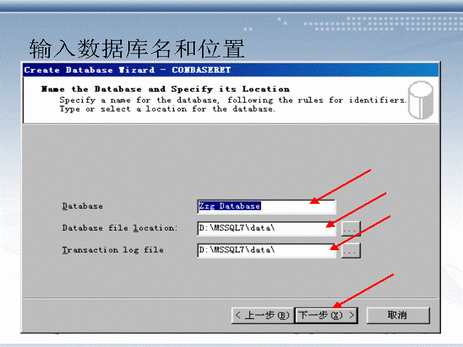 输入数据库名和位置
Create Database Wizard - CONBASERET
Name the Database and Specify its Location
Specify a name for the database, following the rules for identifiers.
Type or select a location for the database.
Database
Zrg Database
Database file location:
D:\MSSQL7\data\
...
Transaction log file
D:\MSSQL7\data\
...
< 上一步(B)
下一步(N) >
取消